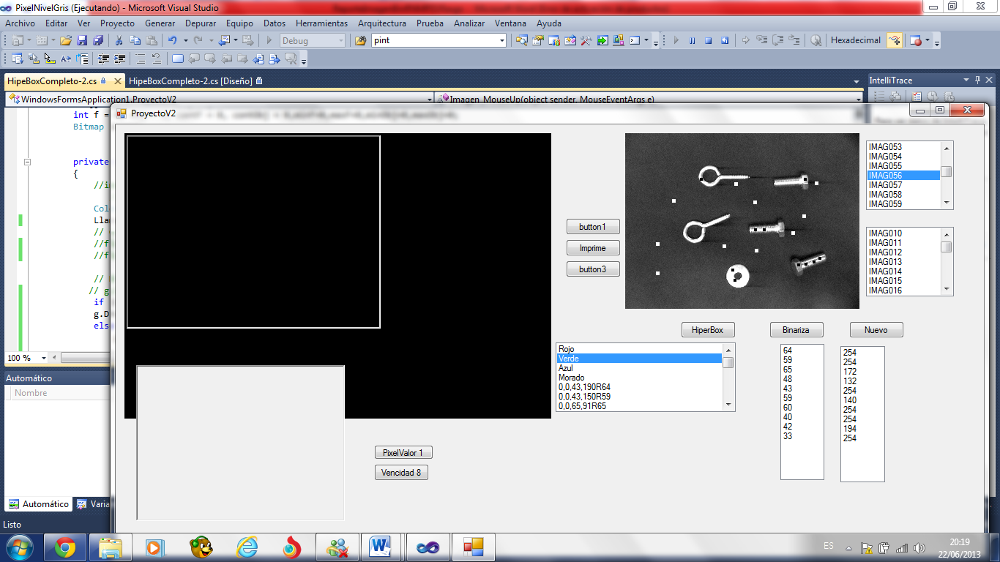 PixelNivelGris (Ejecutando) - Microsoft Visual Studio
Archivo Editar Ver Proyecto Generar Depurar Equipo Datos Herramientas Arquitectura Prueba Analizar Ventana Ayuda
Debug
pint
Hexadecimal
HipeBoxCompleto-2.cs
HipeBoxCompleto-2.cs [Diseño]
IntelliTrace
WindowsFormsApplication1.ProyectoV2
Imagen_MouseUp(object sender, MouseEventArgs e)
int f =
Bitmap
private
{
//i
Colo
Lla
//
//f
//f
//
// g
if
g.D
else
100 %
Automático
Nombre
Automático
Varia
Listo
ProyectoV2
button1
Imprime
button3
IMAG053
IMAG054
IMAG055
IMAG056
IMAG057
IMAG058
IMAG059
IMAG010
IMAG011
IMAG012
IMAG013
IMAG014
IMAG015
IMAG016
HiperBox
Binariza
Nuevo
Rojo
Verde
Azul
Morado
0,0,43,190R64
0,0,43,150R59
0,0,65,91R65
64
59
65
48
43
59
60
40
42
33
254
254
172
132
254
140
254
254
194
254
PixelValor 1
Vencidad 8
ES
20:19
22/06/2013